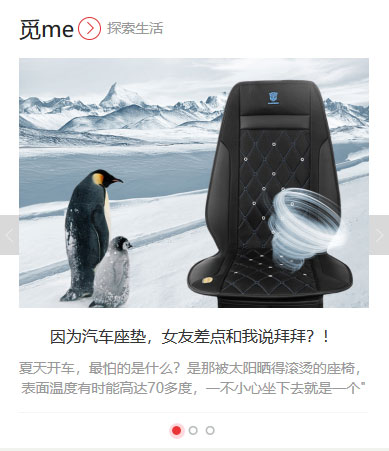 觅me 探索生活
因为汽车座垫，女友差点和我说拜拜？！
夏天开车，最怕的是什么？是那被太阳晒得滚烫的座椅，
表面温度有时能高达70多度，一不小心坐下去就是一个"